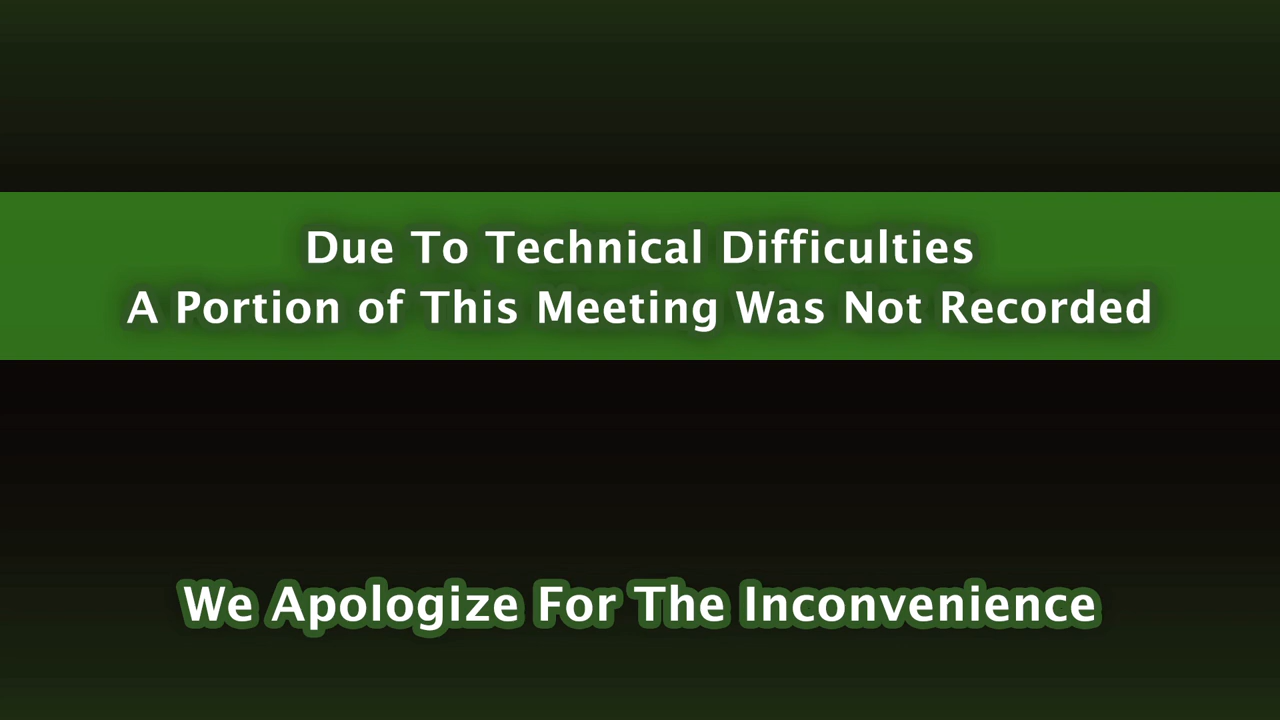 Due To Technical Difficulties
A Portion of This Meeting Was Not Recorded
We Apologize For The Inconvenience